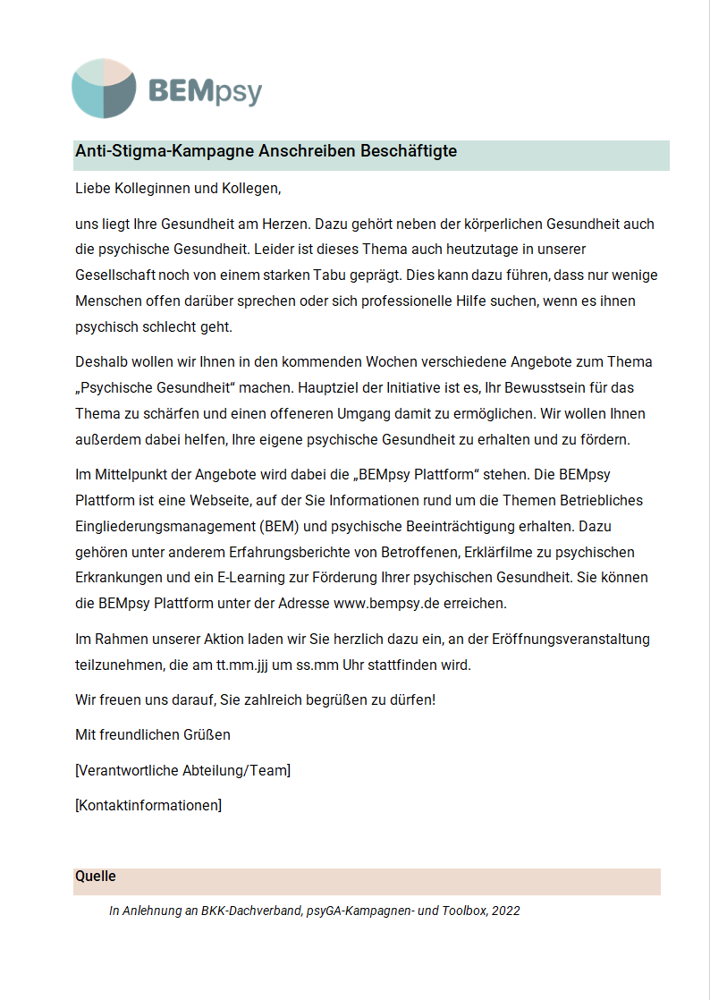 BEMpsy
Anti-Stigma-Kampagne Anschreiben Beschäftigte
Liebe Kolleginnen und Kollegen,
uns liegt Ihre Gesundheit am Herzen. Dazu gehört neben der körperlichen Gesundheit auch
die psychische Gesundheit. Leider ist dieses Thema auch heutzutage in unserer
Gesellschaft noch von einem starken Tabu geprägt. Dies kann dazu führen, dass nur wenige
Menschen offen darüber sprechen oder sich professionelle Hilfe suchen, wenn es ihnen
psychisch schlecht geht.
Deshalb wollen wir Ihnen in den kommenden Wochen verschiedene Angebote zum Thema
„Psychische Gesundheit“ machen. Hauptziel der Initiative ist es, Ihr Bewusstsein für das
Thema zu schärfen und einen offeneren Umgang damit zu ermöglichen. Wir wollen Ihnen
außerdem dabei helfen, Ihre eigene psychische Gesundheit zu erhalten und zu fördern.
Im Mittelpunkt der Angebote wird dabei die „BEMpsy Plattform“ stehen. Die BEMpsy
Plattform ist eine Webseite, auf der Sie Informationen rund um die Themen Betriebliches
Eingliederungsmanagement (BEM) und psychische Beeinträchtigung erhalten. Dazu
gehören unter anderem Erfahrungsberichte von Betroffenen, Erklärfilme zu psychischen
Erkrankungen und ein E-Learning zur Förderung Ihrer psychischen Gesundheit. Sie können
die BEMpsy Plattform unter der Adresse www.bempsy.de erreichen.
Im Rahmen unserer Aktion laden wir Sie herzlich dazu ein, an der Eröffnungsveranstaltung
teilzunehmen, die am tt.mm.jjj um ss.mm Uhr stattfinden wird.
Wir freuen uns darauf, Sie zahlreich begrüßen zu dürfen!
Mit freundlichen Grüßen
[Verantwortliche Abteilung/Team]
[Kontaktinformationen]
Quelle
In Anlehnung an BKK-Dachverband, psyGA-Kampagnen- und Toolbox, 2022